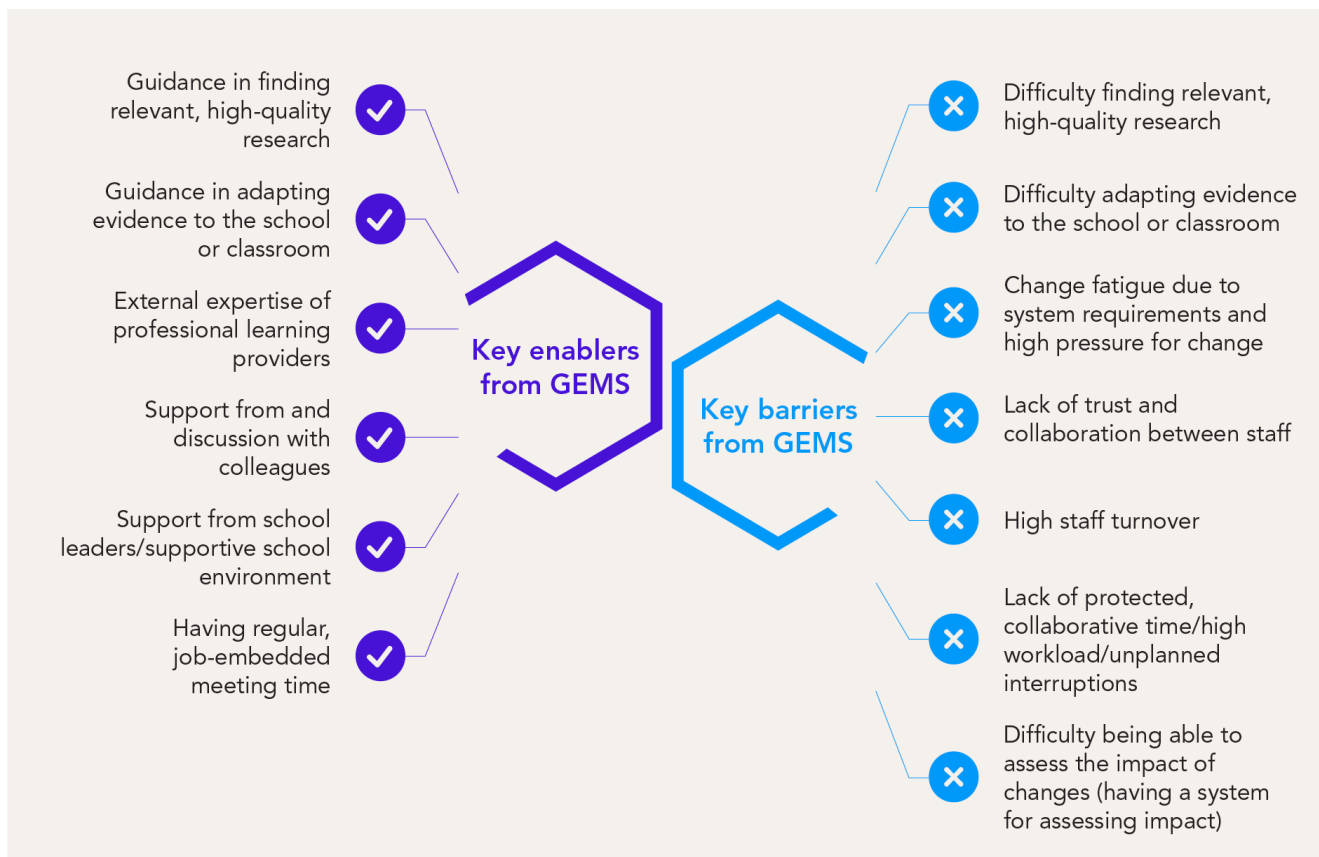 Guidance in finding
relevant, high-quality
research
Guidance in adapting
evidence to the school
or classroom
External expertise of
professional learning
providers
Support from and
discussion with
colleagues
Support from school
leaders/supportive school
environment
Having regular,
job-embedded
meeting time
Key enablers
from GEMS
Key barriers
from GEMS
Difficulty finding relevant,
high-quality research
Difficulty adapting evidence
to the school or classroom
Change fatigue due to
system requirements and
high pressure for change
Lack of trust and
collaboration between staff
High staff turnover
Lack of protected,
collaborative time/high
workload/unplanned
interruptions
Difficulty being able to
assess the impact of
changes (having a system
for assessing impact)